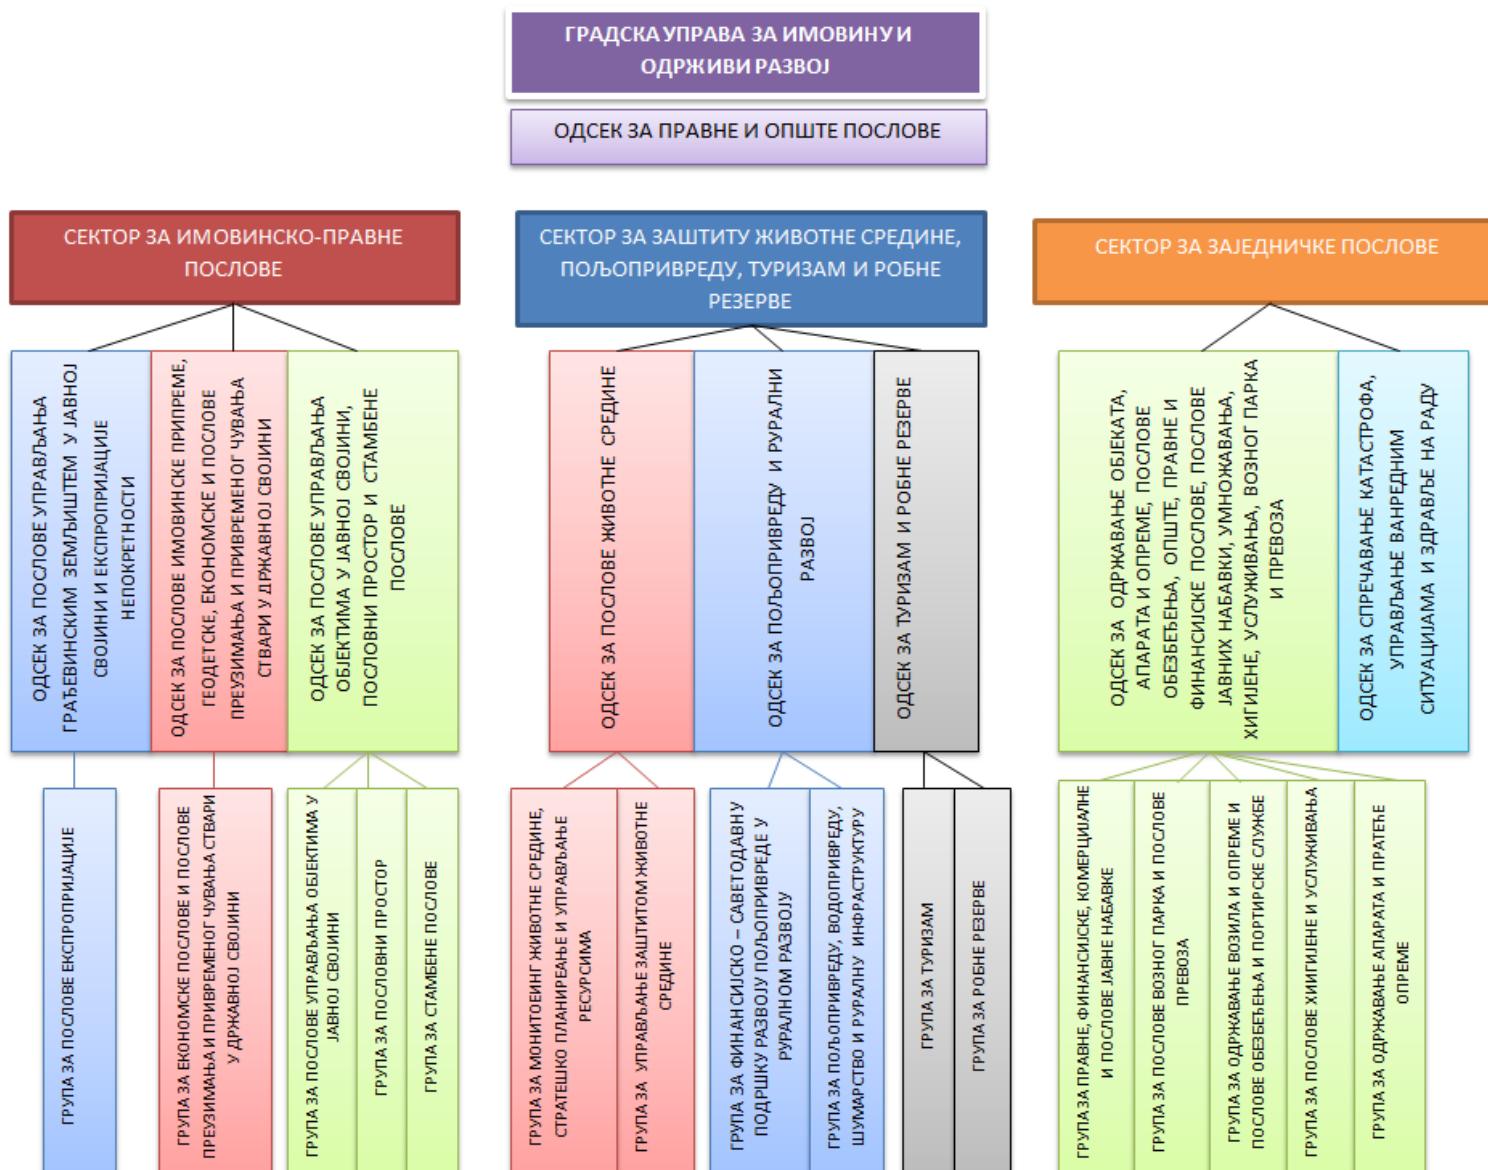 ГРАДСКА УПРАВА ЗА ИМОВИНУ И
ОДРЖИВИ РАЗВОЈ
ОДСЕК ЗА ПРАВНЕ И ОПШТЕ ПОСЛОВЕ
СЕКТОР ЗА ИМОВИНСКО-ПРАВНЕ
ПОСЛОВЕ
СЕКТОР ЗА ЗАШТИТУ ЖИВОТНЕ СРЕДИНЕ,
ПОЉОПРИВРЕДУ, ТУРИЗАМ И РОБНЕ
РЕЗЕРВЕ
СЕКТОР ЗА ЗАЈЕДНИЧКЕ ПОСЛОВЕ
ОДСЕК ЗА ПОСЛОВЕ УПРАВЉАЊА
ГРАЂЕВИНСКИМ ЗЕМЉИШТЕМ У ЈАВНОЈ
СВОЈИНИ И ЕКСПРОПРИЈАЦИЈЕ
НЕПОКРЕТНОСТИ
ОДСЕК ЗА ПОСЛОВЕ ИМОВИНСКЕ ПРИПРЕМЕ,
ГЕОДЕТСКЕ, ЕКОНОМСКЕ И ПОСЛОВЕ
ПРЕУЗИМАЊА И ПРИВРЕМЕНОГ ЧУВАЊА
СТВАРИ У ДРЖАВНОЈ СВОЈИНИ
ОДСЕК ЗА ПОСЛОВЕ УПРАВЉАЊА
ОБЈЕКТИМА У ЈАВНОЈ СВОЈИНИ,
ПОСЛОВНИ ПРОСТОР И СТАМБЕНЕ
ПОСЛОВЕ
ОДСЕК ЗА ПОСЛОВЕ ЖИВОТНЕ СРЕДИНЕ
ОДСЕК ЗА ПОЉОПРИВРЕДУ И РУРАЛНИ
РАЗВОЈ
ОДСЕК ЗА ТУРИЗАМ И РОБНЕ РЕЗЕРВЕ
ОДСЕК ЗА ОДРЖАВАЊЕ ОБЈЕКАТА,
АПАРАТА И ОПРЕМЕ, ПОСЛОВЕ
ОБЕЗБЕЂЕЊА, ОПШТЕ, ПРАВНЕ И
ФИНАНСИЈСКЕ ПОСЛОВЕ, ПОСЛОВЕ
ЈАВНИХ НАБАВКИ, УМНОЖАВАЊА,
ХИГИЈЕНЕ, УСЛУЖИВАЊА, ВОЗНОГ ПАРКА
И ПРЕВОЗА
ОДСЕК ЗА СПРЕЧАВАЊЕ КАТАСТРОФА,
УПРАВЉАЊЕ ВАНРЕДНИМ
СИТУАЦИЈАМА И ЗДРАВЉЕ НА РАДУ
ГРУПА ЗА ПОСЛОВЕ ЕКСПРОПРИЈАЦИЈЕ
ГРУПА ЗА ЕКОНОМСКЕ ПОСЛОВЕ И ПОСЛОВЕ
ПРЕУЗИМАЊА И ПРИВРЕМЕНОГ ЧУВАЊА СТВАРИ
У ДРЖАВНОЈ СВОЈИНИ
ГРУПА ЗА ПОСЛОВЕ УПРАВЉАЊА ОБЈЕКТИМА У
ЈАВНОЈ СВОЈИНИ
ГРУПА ЗА ПОСЛОВНИ ПРОСТОР
ГРУПА ЗА СТАМБЕНЕ ПОСЛОВЕ
ГРУПА ЗА МОНИТОЕИНГ ЖИВОТНЕ СРЕДИНЕ,
СТРАТЕШКО ПЛАНИРЕАЊЕ И УПРАВЉАЊЕ
РЕСУРСИМА
ГРУПА ЗА УПРАВЉАЊЕ ЗАШТИТОМ ЖИВОТНЕ
СРЕДИНЕ
ГРУПА ЗА ФИНАНСИЈСКО – САВЕТОДАВНУ
ПОДРШКУ РАЗВОЈУ ПОЉОПРИВРЕДЕ У
РУРАЛНОМ РАЗВОЈУ
ГРУПА ЗА ПОЉОПРИВРЕДУ, ВОДОПРИВРЕДУ,
ШУМАРСТВО И РУРАЛНУ ИНФРАСТРУКТУРУ
ГРУПА ЗА ТУРИЗАМ
ГРУПА ЗА РОБНЕ РЕЗЕРВЕ
ГРУПА ЗА ПРАВНЕ, ФИНАНСИЈСКЕ, КОМЕРЦИЈАЛНЕ
И ПОСЛОВЕ ЈАВНЕ НАБАВКЕ
ГРУПА ЗА ПОСЛОВЕ ВОЗНОГ ПАРКА И ПОСЛОВЕ
ПРЕВОЗА
ГРУПА ЗА ОДРЖАВАЊЕ ВОЗИЛА И ОПРЕМЕ И
ПОСЛОВЕ ОБЕЗБЕЂЕЊА И ПОРТИРСКЕ СЛУЖБЕ
ГРУПА ЗА ПОСЛОВЕ ХИИГИЈЕНЕ И УСЛУЖИВАЊА
ГРУПА ЗА ОДРЖАВАЊЕ АПАРАТА И ПРАТЕЋЕ
ОПРЕМЕ